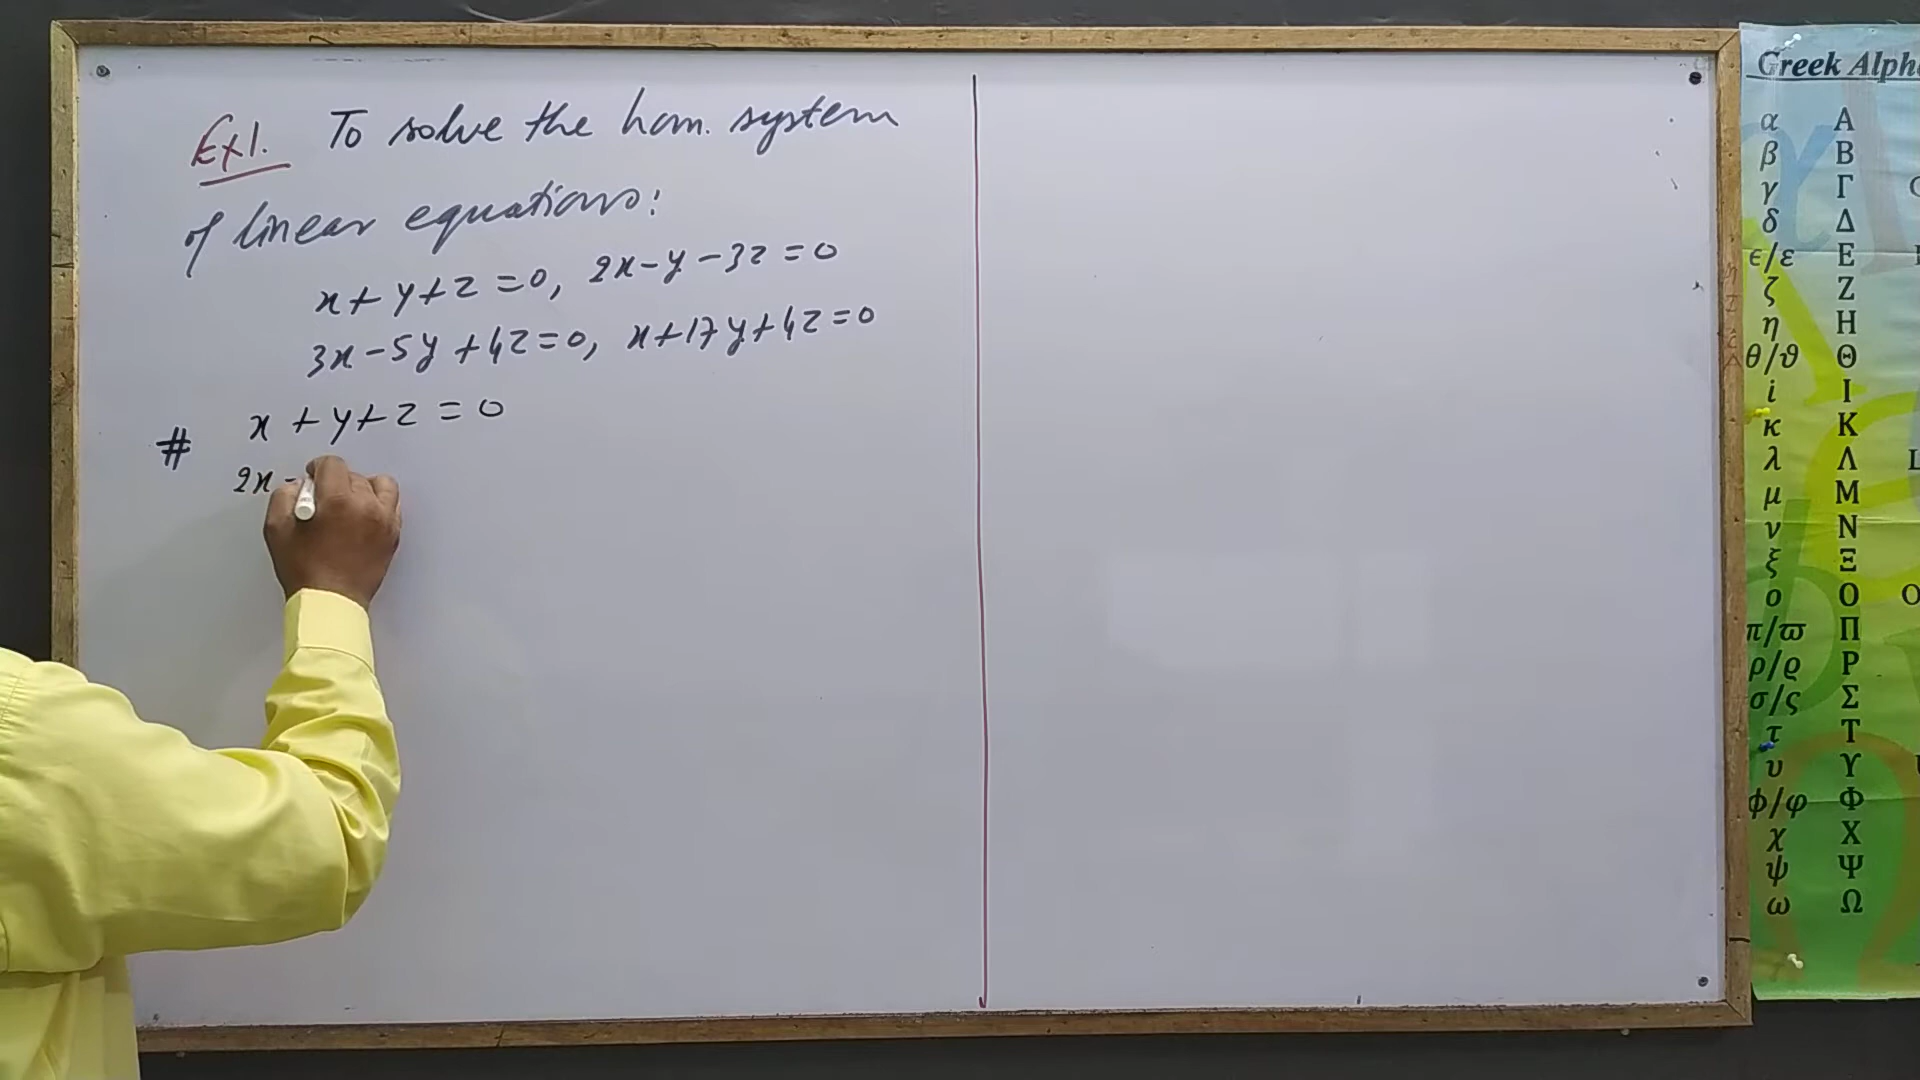 Ex1. To solve the hom. system
of linear equations:
x + y + z = 0, 2x - y - 3z = 0
3x - 5y + 4z = 0, x + 17y + 4z = 0
# x + y + z = 0
2x -
Greek Alph
α Α
β Β
γ Γ
δ Δ
ϵ/ε Ε
ζ Ζ
η Η
θ/ϑ Θ
i Ι
κ Κ
λ Λ
μ Μ
ν Ν
ξ Ξ
ο Ο
π/ϖ Π
ρ/ϱ Ρ
σ/ς Σ
τ Τ
υ Υ
ϕ/φ Φ
χ Χ
ψ Ψ
ω Ω